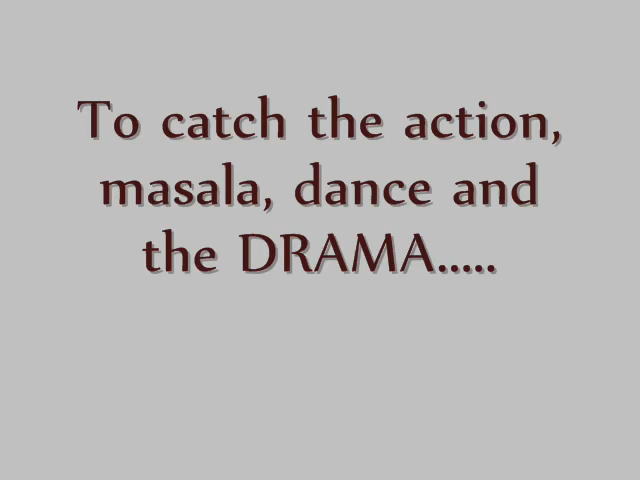 To catch the action,
masala, dance and
the DRAMA.....